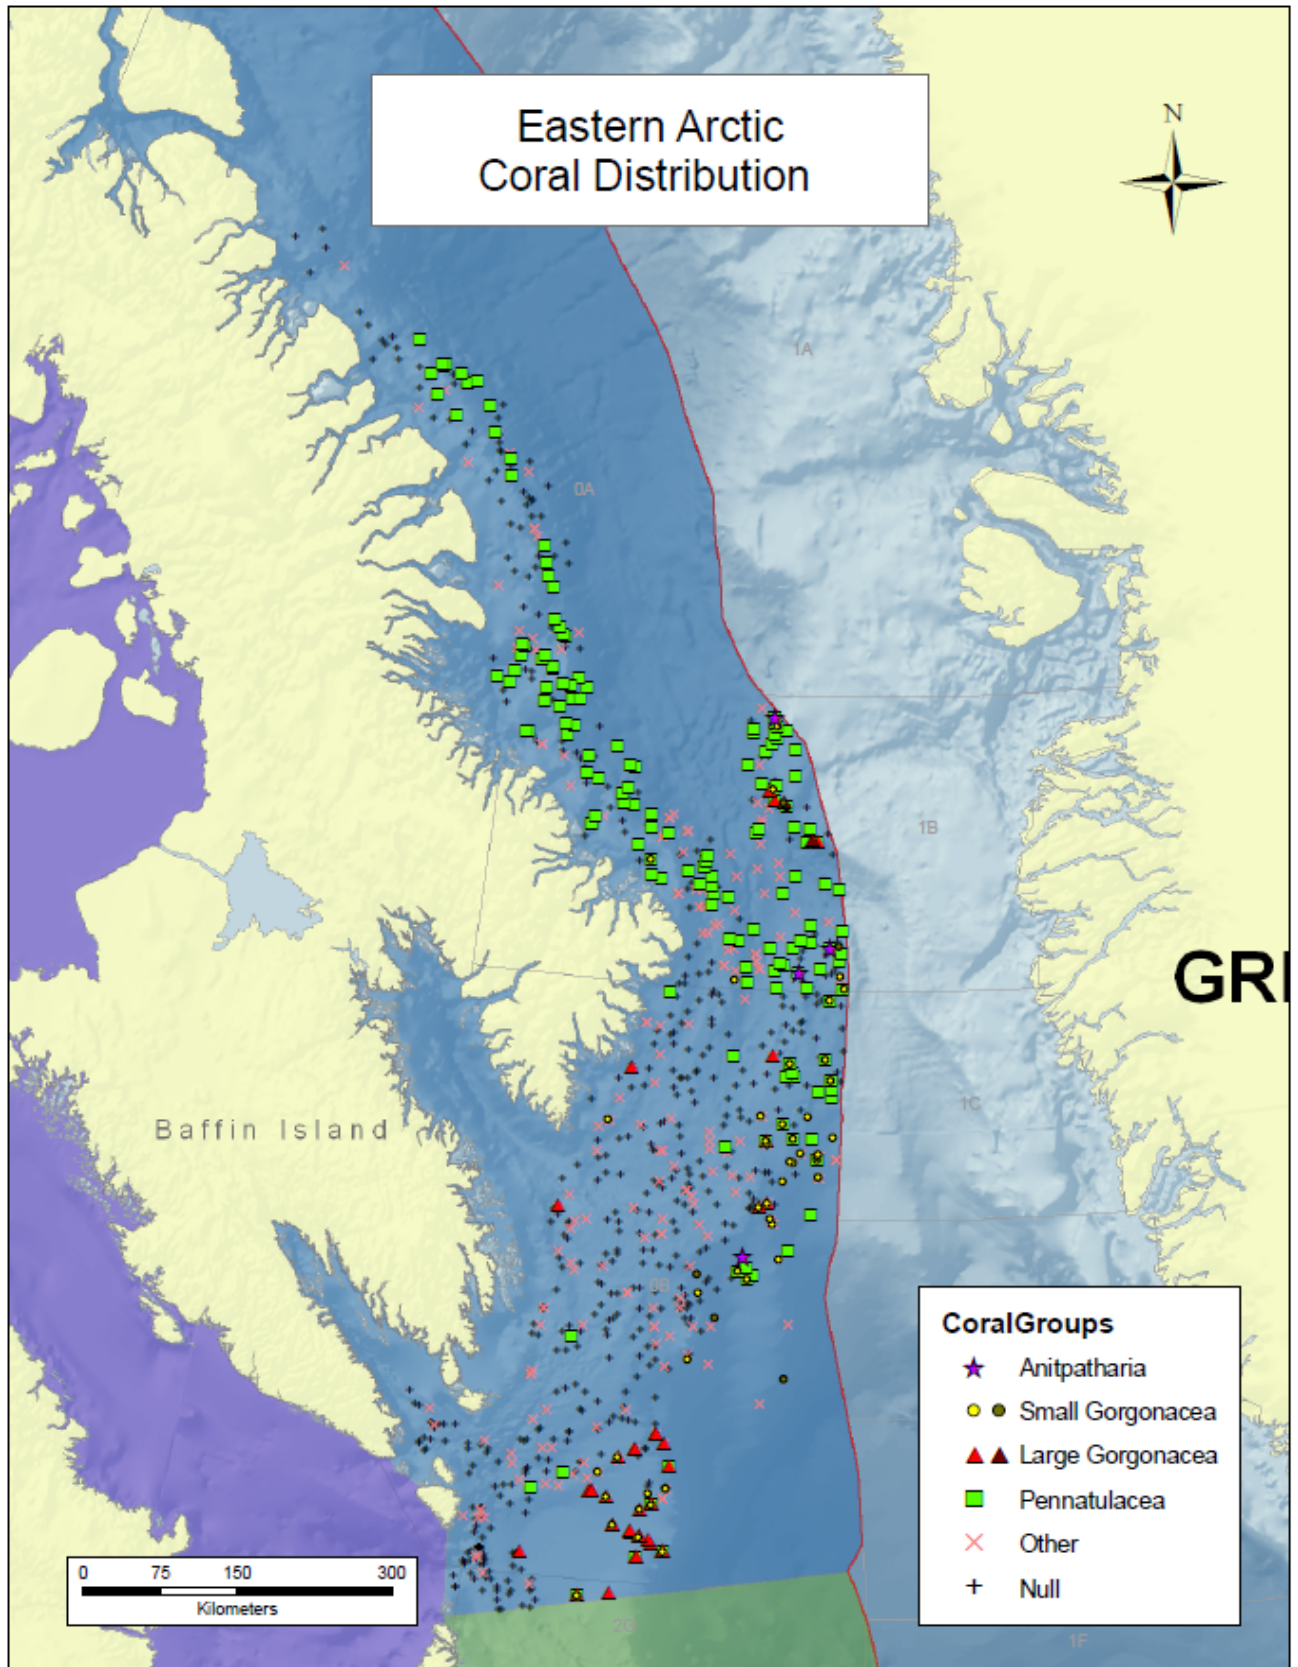 Eastern Arctic
Coral Distribution
N
1A
0A
1B
GRE
1C
Baffin Island
0B
CoralGroups
Anitpatharia
Small Gorgonacea
Large Gorgonacea
Pennatulacea
Other
Null
0 75 150 300
Kilometers
2G
1F